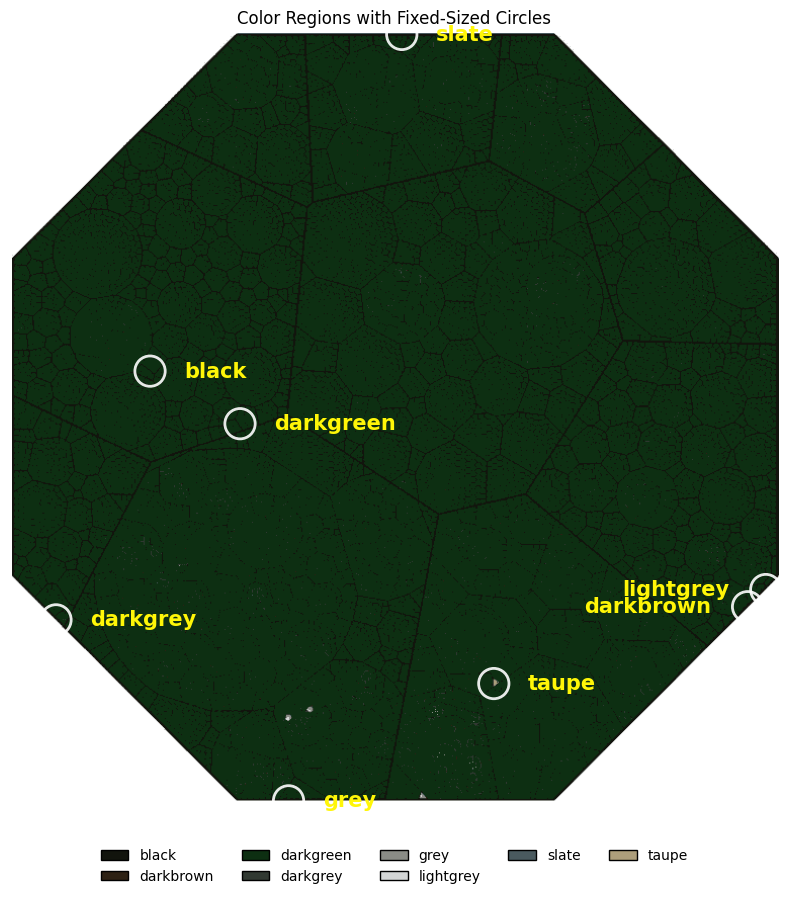 Color Regions with Fixed-Sized Circles
slate
black
darkgreen
lightgrey
darkbrown
darkgrey
taupe
grey
black darkgreen grey slate taupe
darkbrown darkgrey lightgrey